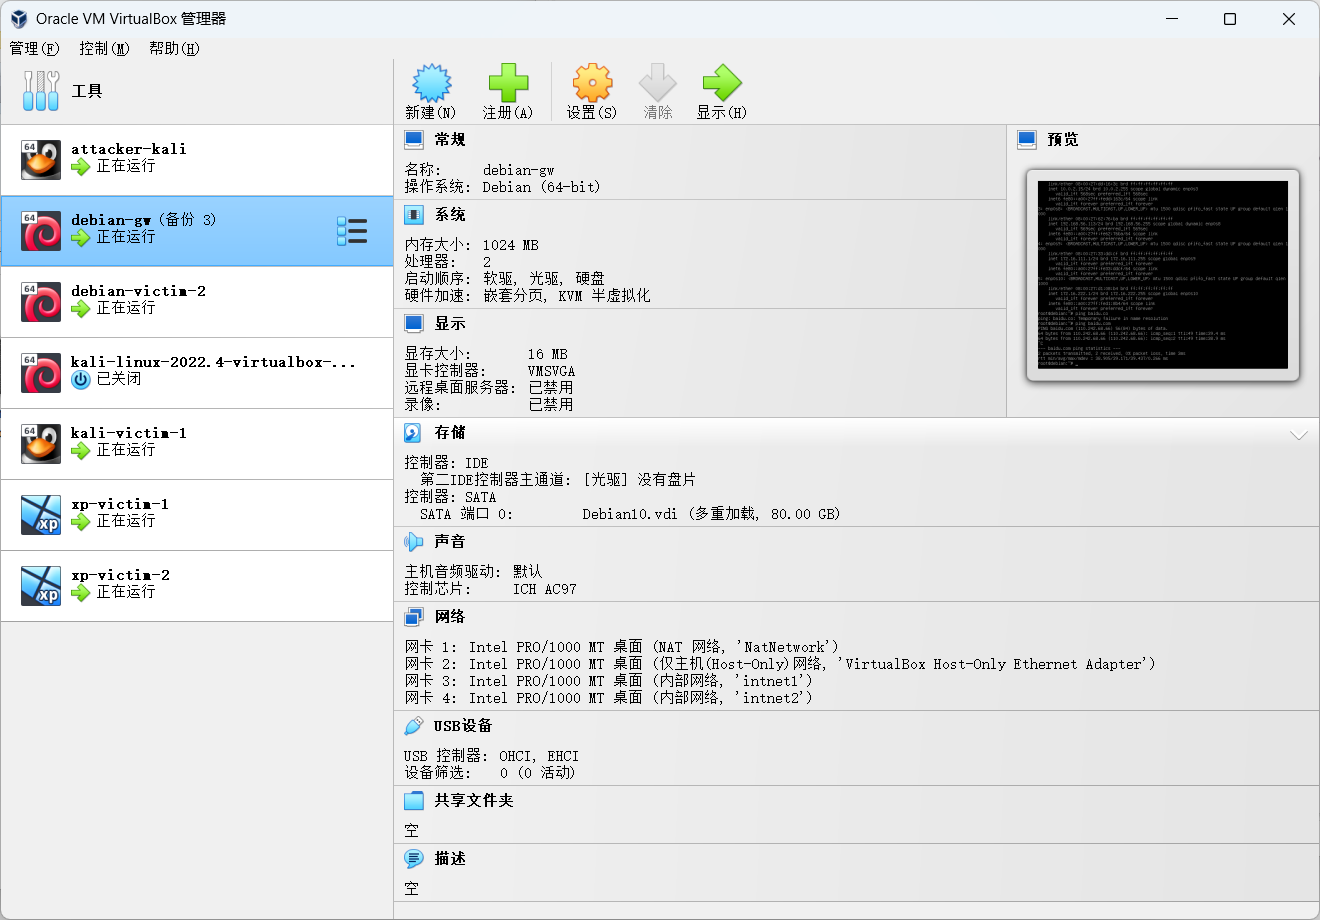 Oracle VM VirtualBox 管理器
管理(F) 控制(M) 帮助(H)
工具
新建(N) 注册(A) 设置(S) 清除 显示(H)
64
attacker-kali
正在运行
64
debian-gw (备份 3)
正在运行
64
debian-victim-2
正在运行
64
kali-linux-2022.4-virtualbox-...
已关闭
64
kali-victim-1
正在运行
xp
xp-victim-1
正在运行
xp
xp-victim-2
正在运行
常规
名称: debian-gw
操作系统: Debian (64-bit)
系统
内存大小: 1024 MB
处理器: 2
启动顺序: 软驱, 光驱, 硬盘
硬件加速: 嵌套分页, KVM 半虚拟化
显示
显存大小: 16 MB
显卡控制器: VMSVGA
远程桌面服务器: 已禁用
录像: 已禁用
预览
存储
控制器: IDE
第二IDE控制器主通道: [光驱] 没有盘片
控制器: SATA
SATA 端口 0: Debian10.vdi (多重加载, 80.00 GB)
声音
主机音频驱动: 默认
控制芯片: ICH AC97
网络
网卡 1: Intel PRO/1000 MT 桌面 (NAT 网络, 'NatNetwork')
网卡 2: Intel PRO/1000 MT 桌面 (仅主机(Host-Only)网络, 'VirtualBox Host-Only Ethernet Adapter')
网卡 3: Intel PRO/1000 MT 桌面 (内部网络, 'intnet1')
网卡 4: Intel PRO/1000 MT 桌面 (内部网络, 'intnet2')
USB设备
USB 控制器: OHCI, EHCI
设备筛选: 0 (0 活动)
共享文件夹
空
描述
空